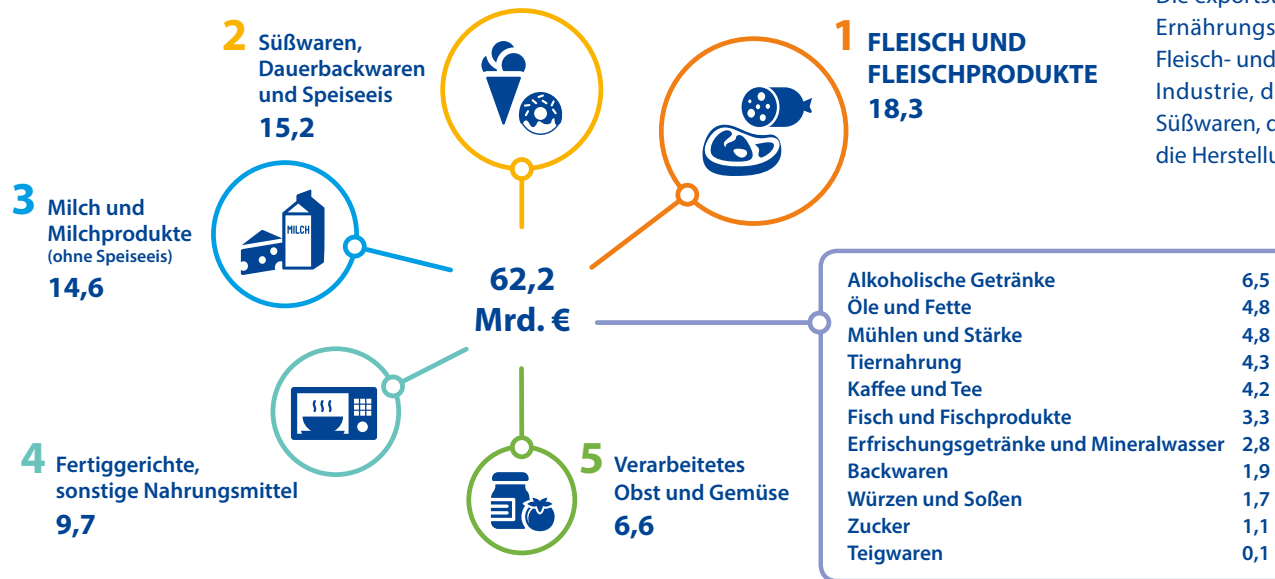 Die exportst
Ernährungs
Fleisch- und
Industrie, d
Süßwaren, d
die Herstellu
1 FLEISCH UND
FLEISCHPRODUKTE
18,3
2 Süßwaren,
Dauerbackwaren
und Speiseeis
15,2
3 Milch und
Milchprodukte
(ohne Speiseeis)
14,6
MILCH
4 Fertiggerichte,
sonstige Nahrungsmittel
9,7
5 Verarbeitetes
Obst und Gemüse
6,6
62,2
Mrd. €
Alkoholische Getränke 6,5
Öle und Fette 4,8
Mühlen und Stärke 4,8
Tiernahrung 4,3
Kaffee und Tee 4,2
Fisch und Fischprodukte 3,3
Erfrischungsgetränke und Mineralwasser 2,8
Backwaren 1,9
Würzen und Soßen 1,7
Zucker 1,1
Teigwaren 0,1